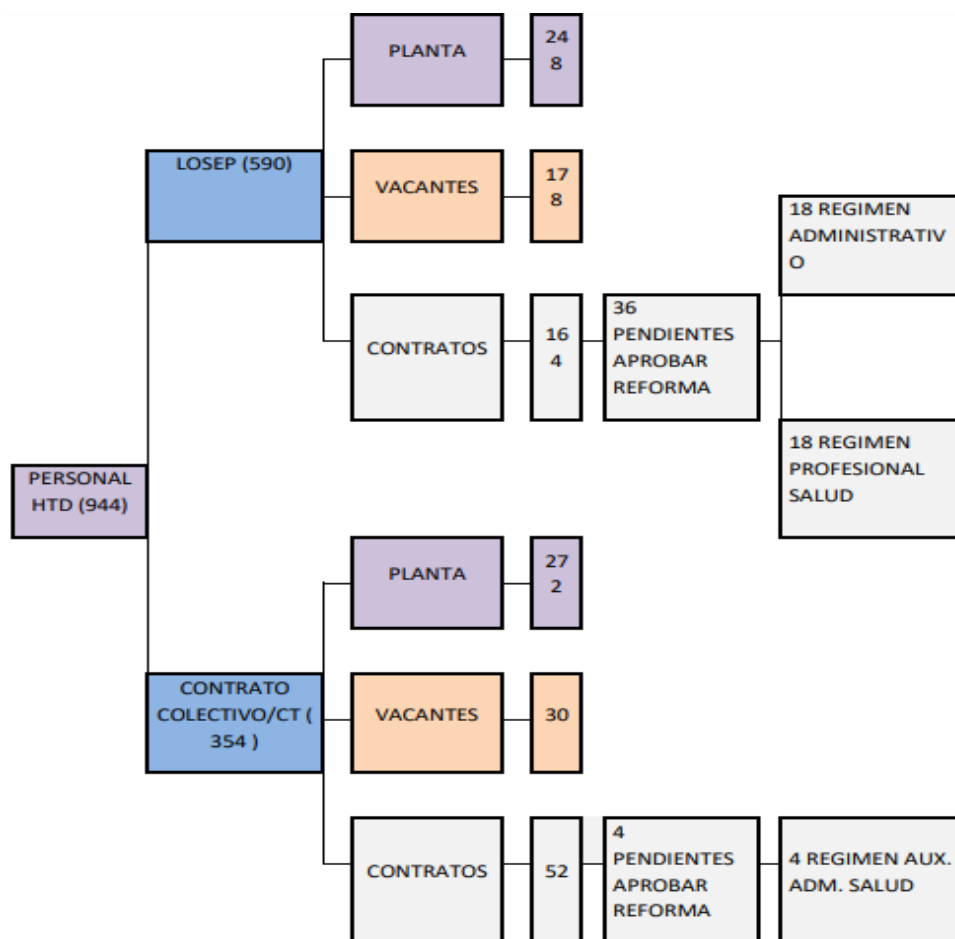 PLANTA
24
8
LOSEP (590)
VACANTES
17
8
18 REGIMEN
ADMINISTRATIV
O
CONTRATOS
16
4
36
PENDIENTES
APROBAR
REFORMA
18 REGIMEN
PROFESIONAL
SALUD
PERSONAL
HTD (944)
PLANTA
27
2
CONTRATO
COLECTIVO/CT (
354 )
VACANTES
30
CONTRATOS
52
4
PENDIENTES
APROBAR
REFORMA
4 REGIMEN AUX.
ADM. SALUD